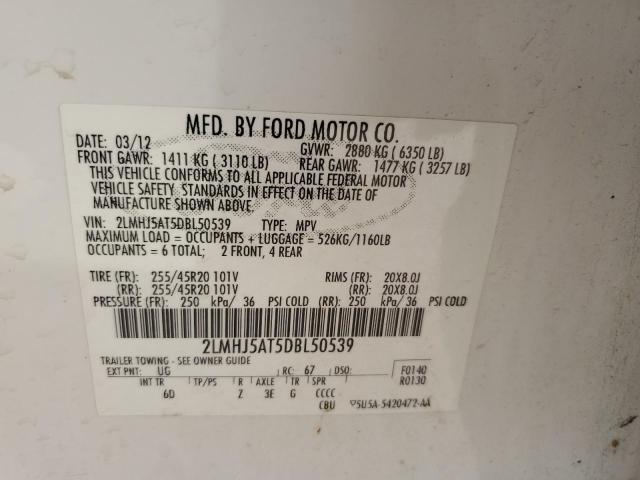 MFD. BY FORD MOTOR CO.
DATE: 03/12 GVWR: 2880 KG ( 6350 LB)
FRONT GAWR: 1411 KG ( 3110 LB) REAR GAWR: 1477 KG ( 3257 LB)
THIS VEHICLE CONFORMS TO ALL APPLICABLE FEDERAL MOTOR
VEHICLE SAFETY STANDARDS IN EFFECT ON THE DATE OF
MANUFACTURE SHOWN ABOVE.
VIN: 2LMHJ5AT5DBL50539 TYPE: MPV
MAXIMUM LOAD = OCCUPANTS + LUGGAGE = 526KG/1160LB
OCCUPANTS = 6 TOTAL; 2 FRONT, 4 REAR
TIRE (FR): 255/45R20 101V RIMS (FR): 20X8.0J
(RR): 255/45R20 101V (RR): 20X8.0J
PRESSURE (FR): 250 kPa/ 36 PSI COLD (RR): 250 kPa/ 36 PSI COLD
2LMHJ5AT5DBL50539
TRAILER TOWING - SEE OWNER GUIDE
EXT PNT: UG RC: 67 DSO: F0140
INT TR TP/PS R AXLE TR SPR R0130
6D Z 3E G CCCC
CBU 5U5A-5420472-AA